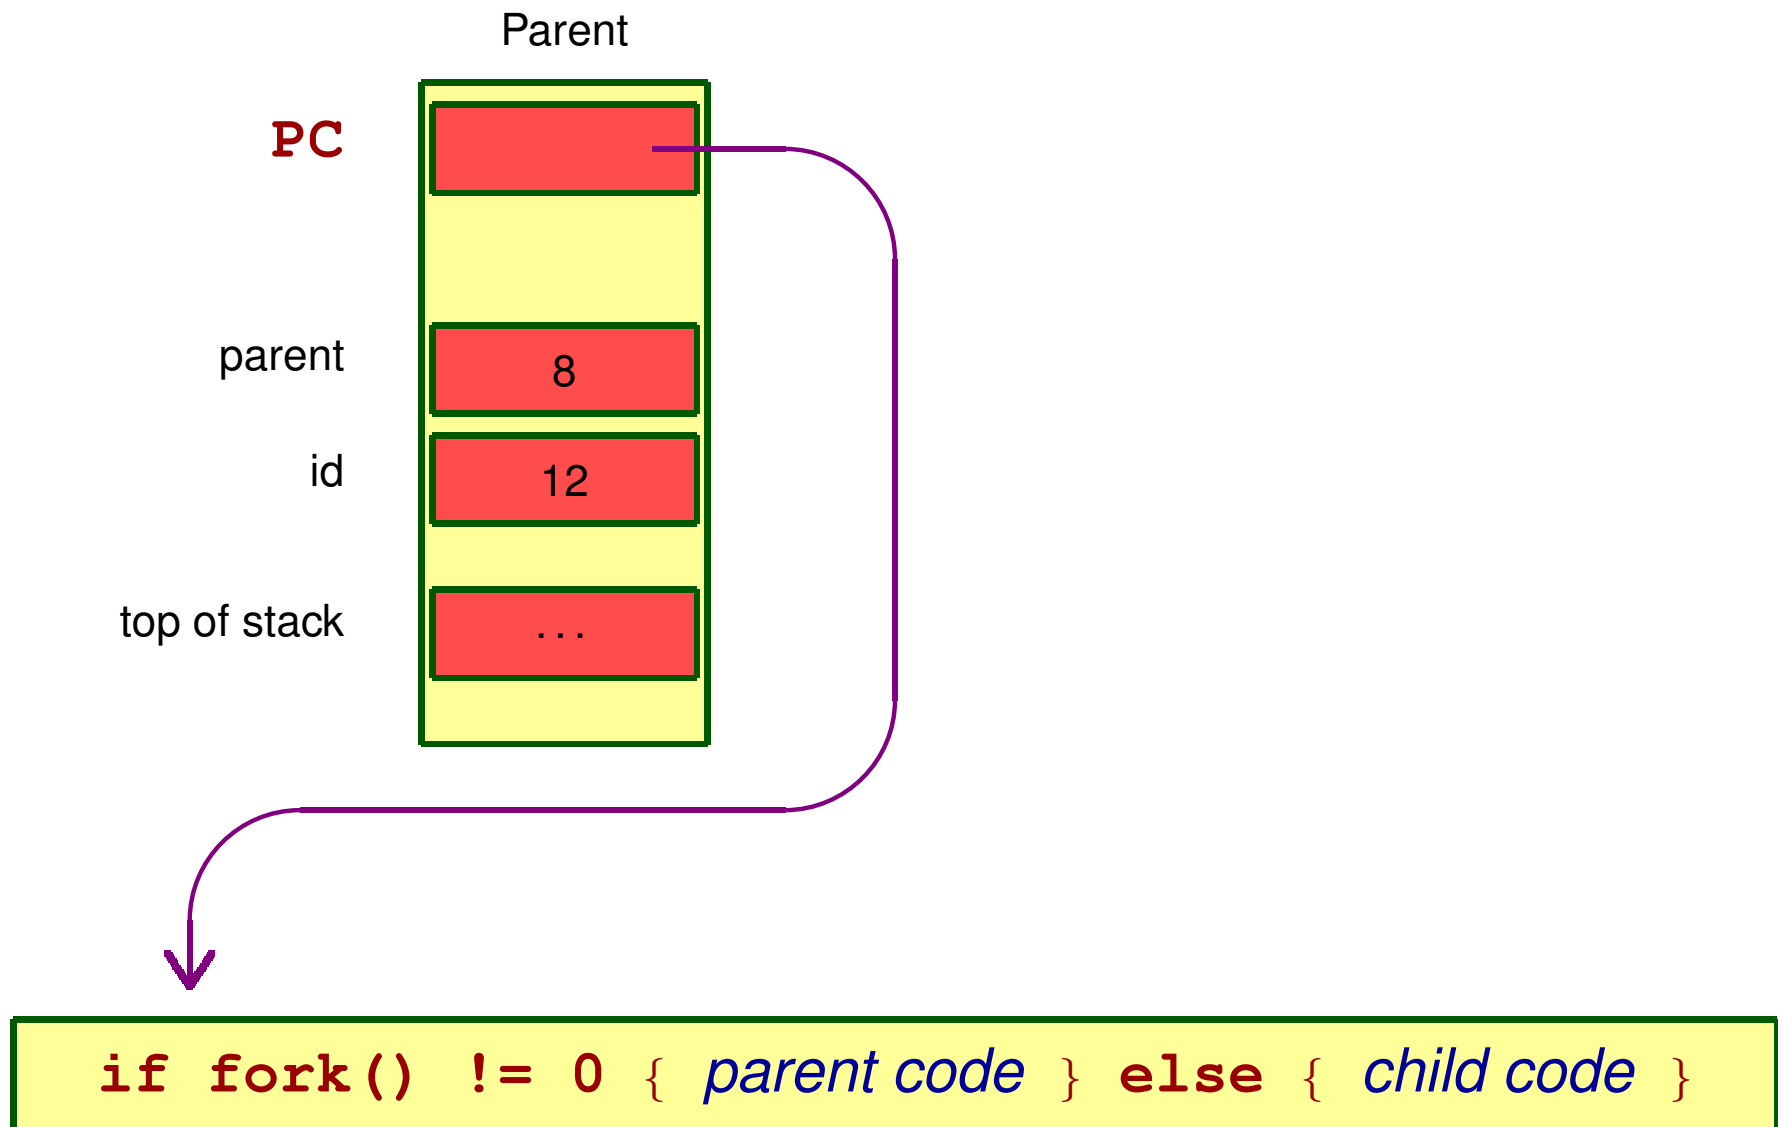 Parent
PC
parent 8
id 12
top of stack ...
if fork() != 0 { parent code } else { child code }